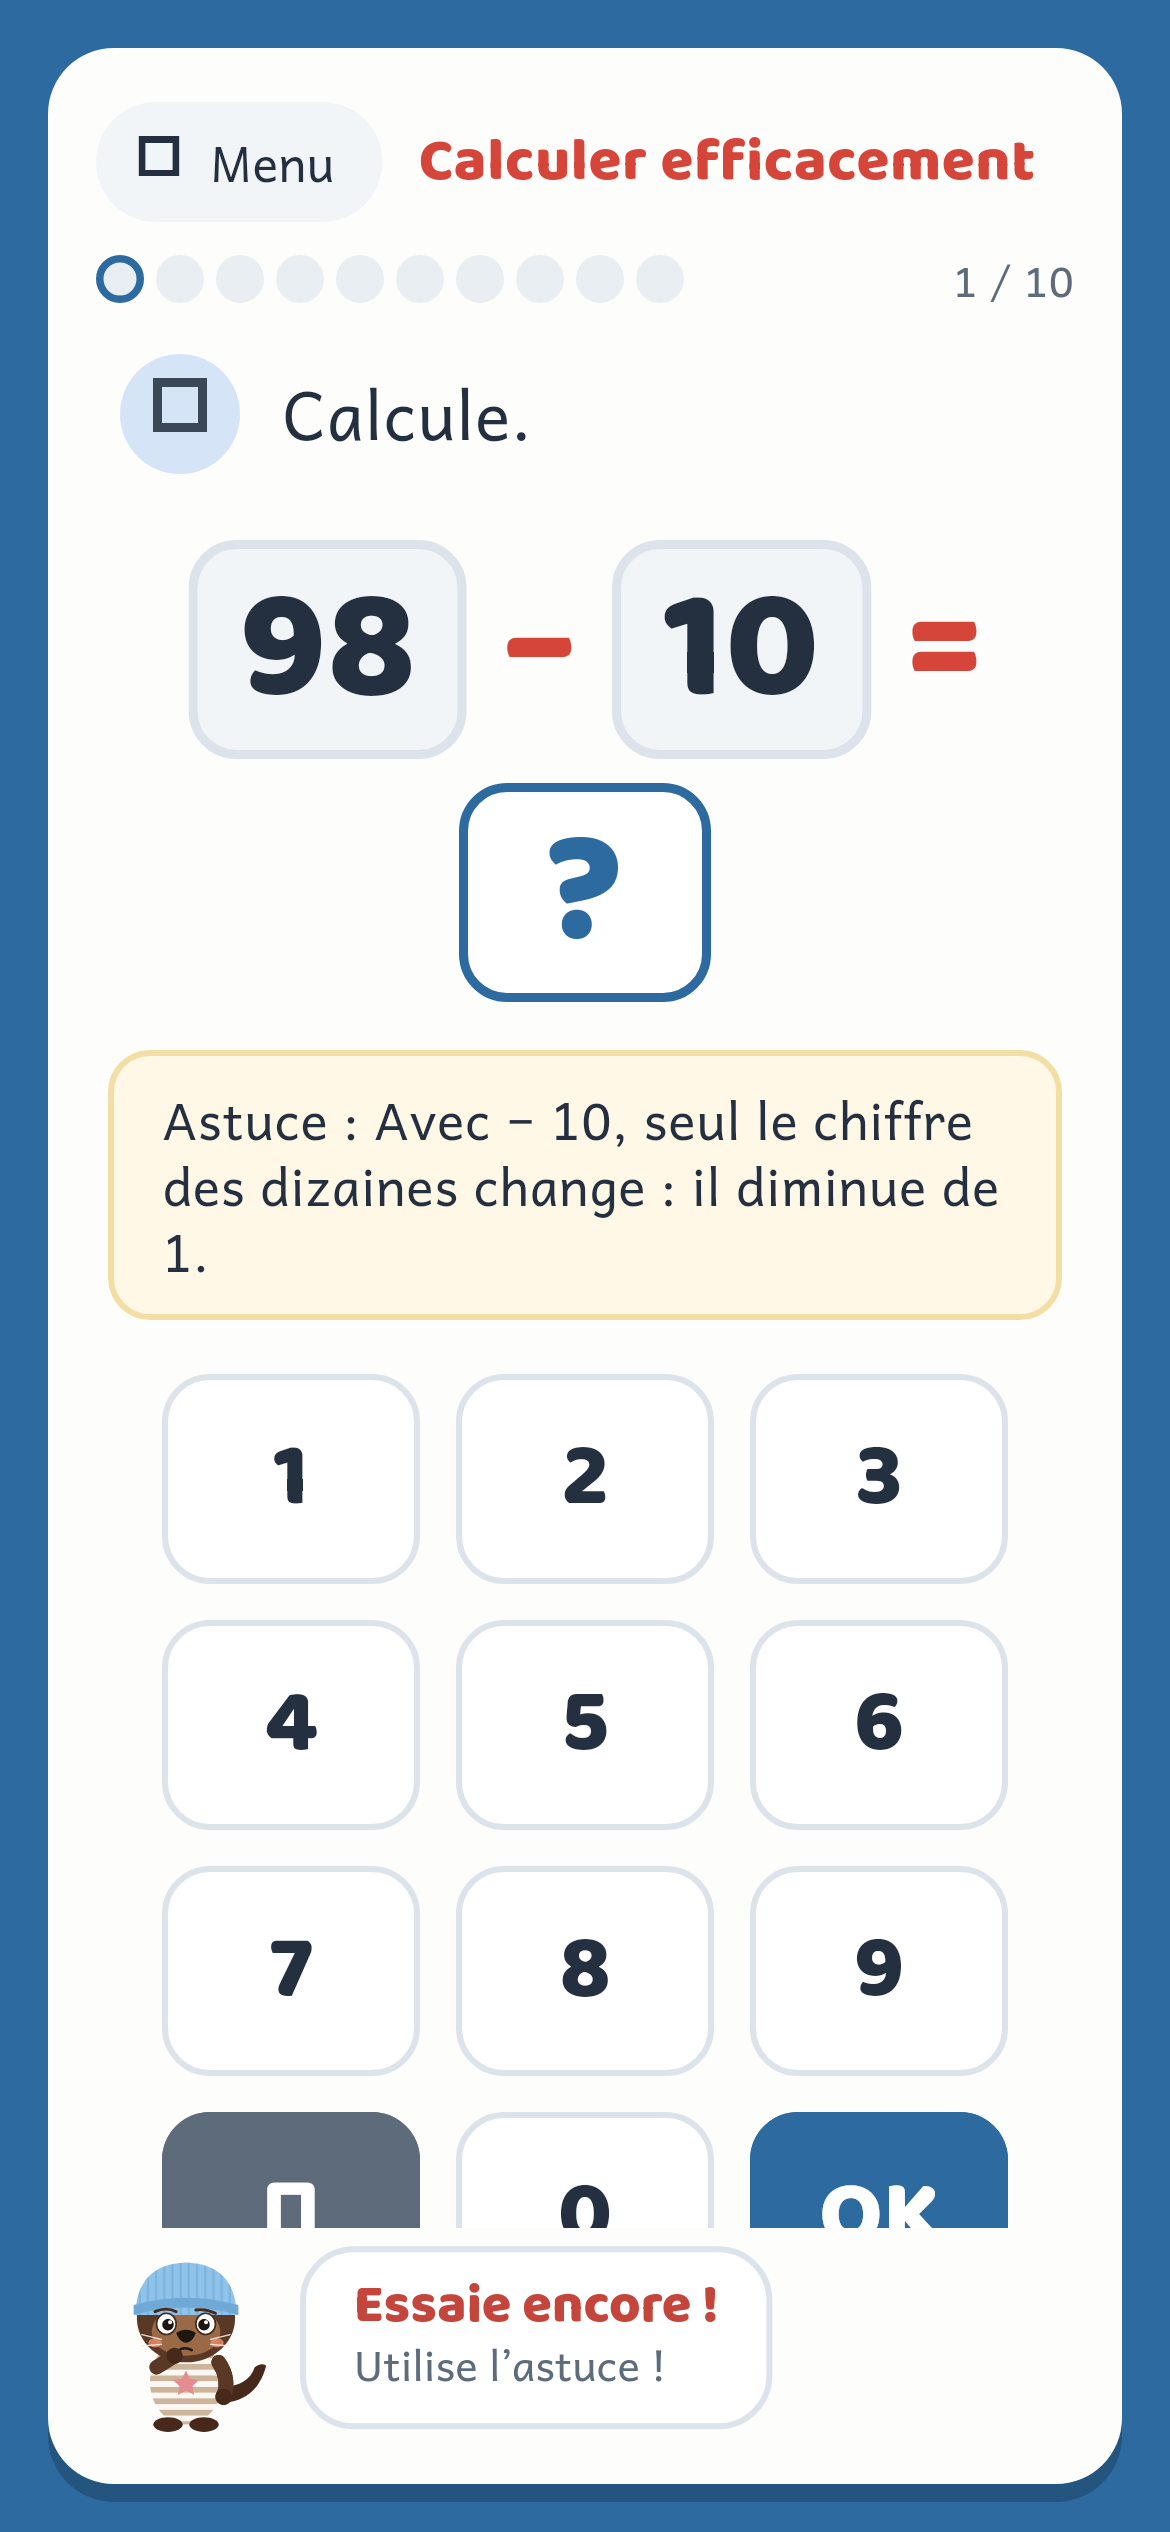 Menu
Calculer efficacement
1 / 10
Calcule.
98 − 10 =
?
Astuce : Avec − 10, seul le chiffre
des dizaines change : il diminue de
1.
1 2 3
4 5 6
7 8 9
0 OK
Essaie encore !
Utilise l’astuce !